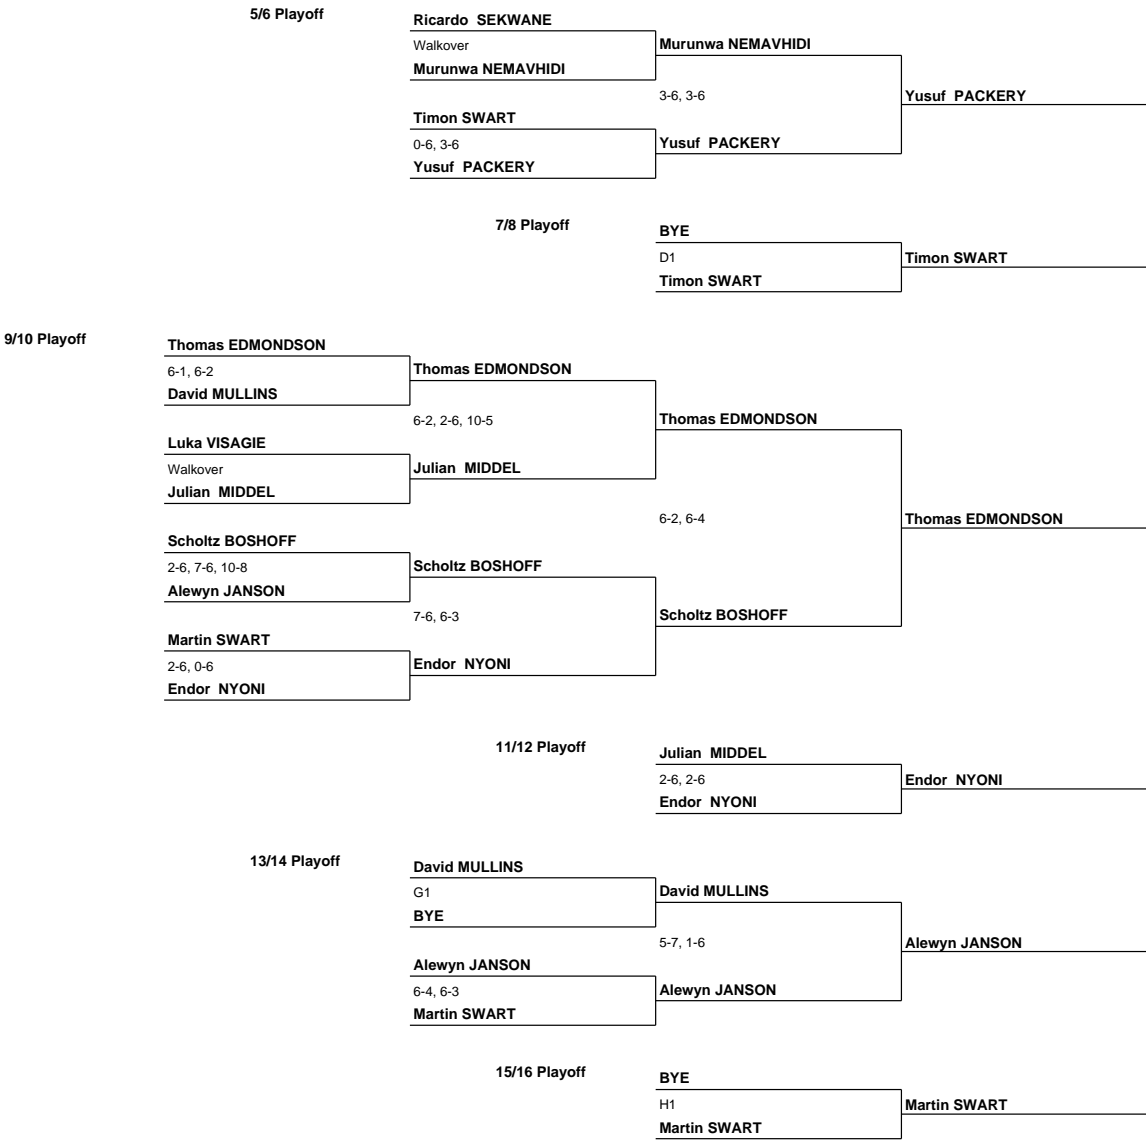 5/6 Playoff
Ricardo SEKWANE
Walkover
Murunwa NEMAVHIDI
Murunwa NEMAVHIDI
3-6, 3-6
Yusuf PACKERY
Timon SWART
0-6, 3-6
Yusuf PACKERY
Yusuf PACKERY
7/8 Playoff
BYE
D1
Timon SWART
Timon SWART
9/10 Playoff
Thomas EDMONDSON
6-1, 6-2
Thomas EDMONDSON
David MULLINS
6-2, 2-6, 10-5
Thomas EDMONDSON
Luka VISAGIE
Walkover
Julian MIDDEL
Julian MIDDEL
6-2, 6-4
Thomas EDMONDSON
Scholtz BOSHOFF
2-6, 7-6, 10-8
Scholtz BOSHOFF
Alewyn JANSON
7-6, 6-3
Scholtz BOSHOFF
Martin SWART
2-6, 0-6
Endor NYONI
Endor NYONI
11/12 Playoff
Julian MIDDEL
2-6, 2-6
Endor NYONI
Endor NYONI
13/14 Playoff
David MULLINS
G1
David MULLINS
BYE
5-7, 1-6
Alewyn JANSON
Alewyn JANSON
6-4, 6-3
Alewyn JANSON
Martin SWART
15/16 Playoff
BYE
H1
Martin SWART
Martin SWART